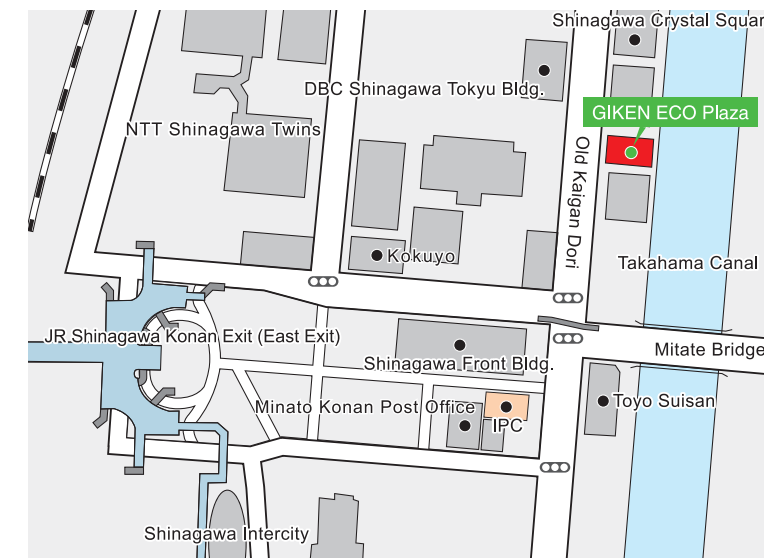 Shinagawa Crystal Squar
DBC Shinagawa Tokyu Bldg.
GIKEN ECO Plaza
NTT Shinagawa Twins
Old Kaigan Dori
Kokuyo
Takahama Canal
JR Shinagawa Konan Exit (East Exit)
Shinagawa Front Bldg.
Mitate Bridge
Minato Konan Post Office
IPC
Toyo Suisan
Shinagawa Intercity